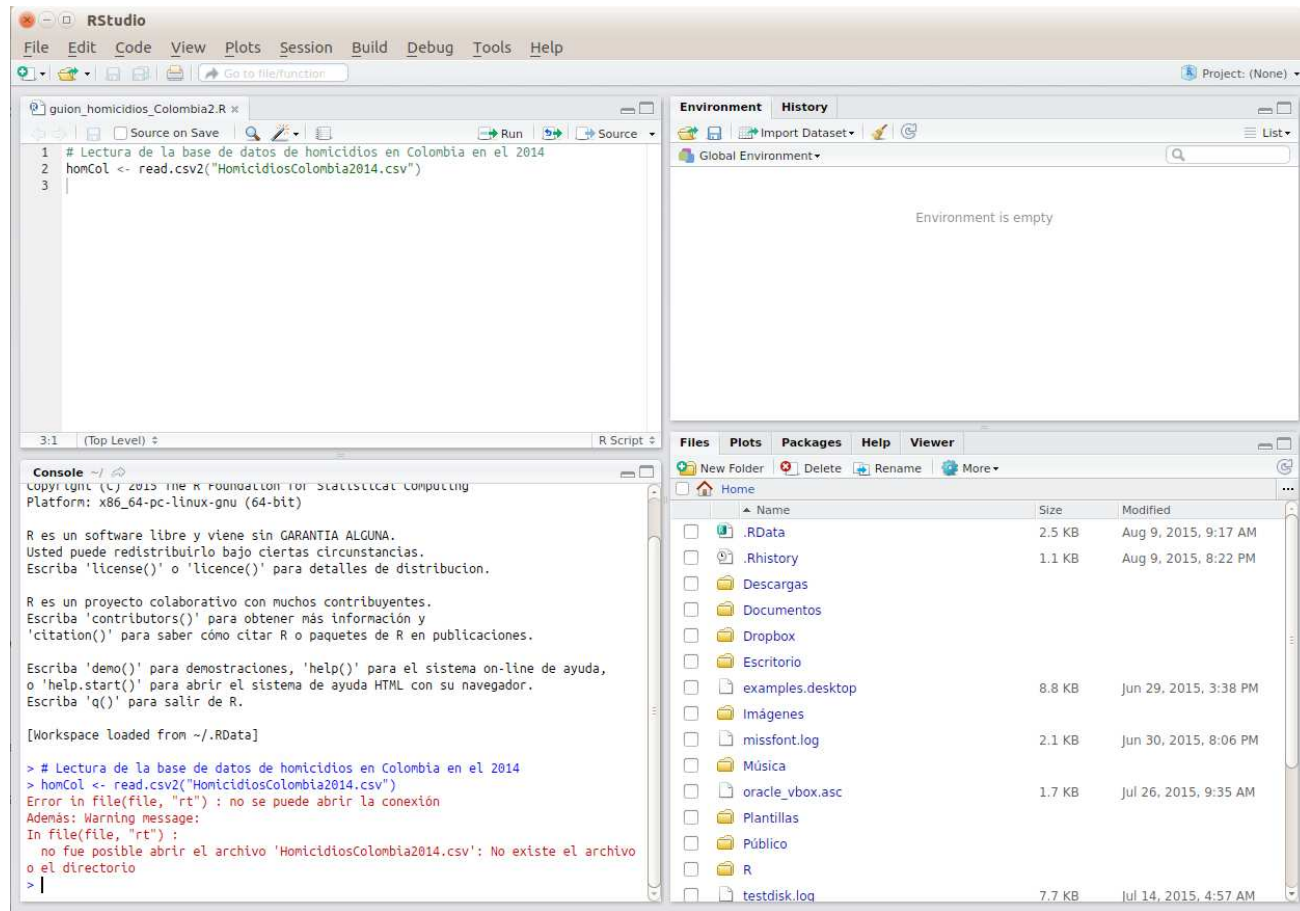 RStudio
File Edit Code View Plots Session Build Debug Tools Help
Go to file/function
Project: (None)
guion_homicidios_Colombia2.R
Source on Save
Run
Source
1 # Lectura de la base de datos de homicidios en Colombia en el 2014
2 homCol <- read.csv2("HomicidiosColombia2014.csv")
3
3:1 (Top Level)
R Script
Console ~/
Copyright (C) 2015 The R Foundation for Statistical Computing
Platform: x86_64-pc-linux-gnu (64-bit)
R es un software libre y viene sin GARANTIA ALGUNA.
Usted puede redistribuirlo bajo ciertas circunstancias.
Escriba 'license()' o 'licence()' para detalles de distribucion.
R es un proyecto colaborativo con muchos contribuyentes.
Escriba 'contributors()' para obtener más información y
'citation()' para saber cómo citar R o paquetes de R en publicaciones.
Escriba 'demo()' para demostraciones, 'help()' para el sistema on-line de ayuda,
o 'help.start()' para abrir el sistema de ayuda HTML con su navegador.
Escriba 'q()' para salir de R.
[Workspace loaded from ~/.RData]
> # Lectura de la base de datos de homicidios en Colombia en el 2014
> homCol <- read.csv2("HomicidiosColombia2014.csv")
Error in file(file, "rt") : no se puede abrir la conexión
Además: Warning message:
In file(file, "rt") :
no fue posible abrir el archivo 'HomicidiosColombia2014.csv': No existe el archivo
o el directorio
>
Environment History
Import Dataset
List
Global Environment
Environment is empty
Files Plots Packages Help Viewer
New Folder Delete Rename More
Home
Name Size Modified
.RData 2.5 KB Aug 9, 2015, 9:17 AM
.Rhistory 1.1 KB Aug 9, 2015, 8:22 PM
Descargas
Documentos
Dropbox
Escritorio
examples.desktop 8.8 KB Jun 29, 2015, 3:38 PM
Imágenes
missfont.log 2.1 KB Jun 30, 2015, 8:06 PM
Música
oracle_vbox.asc 1.7 KB Jul 26, 2015, 9:35 AM
Plantillas
Público
R
testdisk.log 7.7 KB Jul 14, 2015, 4:57 AM